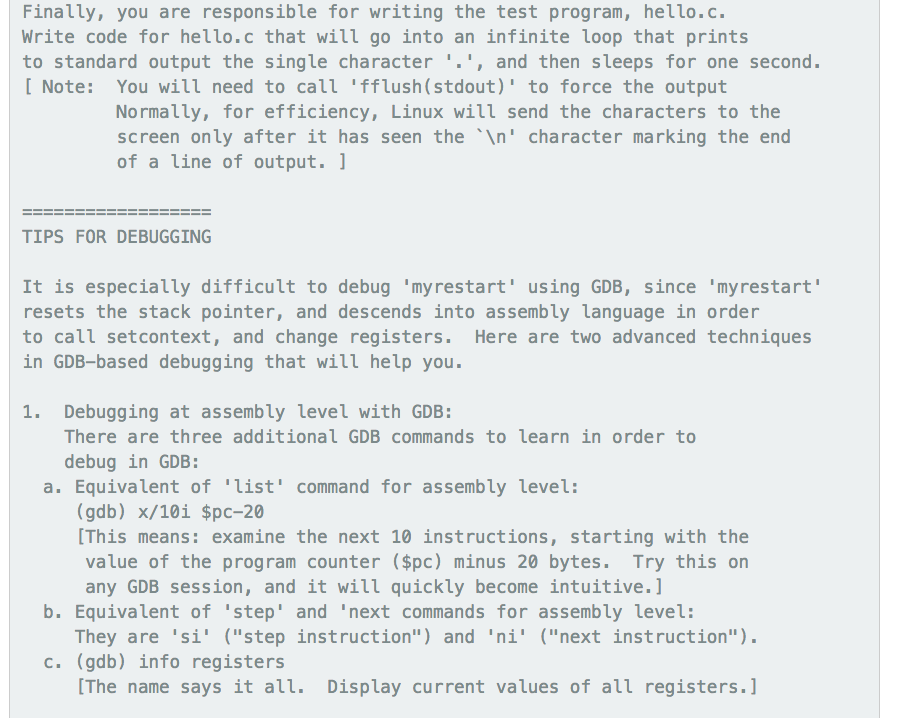 Finally, you are responsible for writing the test program, hello.c.
Write code for hello.c that will go into an infinite loop that prints
to standard output the single character '.', and then sleeps for one second.
[ Note:  You will need to call 'fflush(stdout)' to force the output
Normally, for efficiency, Linux will send the characters to the
screen only after it has seen the `\n' character marking the end
of a line of output. ]
==================
TIPS FOR DEBUGGING
It is especially difficult to debug 'myrestart' using GDB, since 'myrestart'
resets the stack pointer, and descends into assembly language in order
to call setcontext, and change registers.  Here are two advanced techniques
in GDB-based debugging that will help you.
1.  Debugging at assembly level with GDB:
There are three additional GDB commands to learn in order to
debug in GDB:
a. Equivalent of 'list' command for assembly level:
(gdb) x/10i $pc-20
[This means: examine the next 10 instructions, starting with the
value of the program counter ($pc) minus 20 bytes.  Try this on
any GDB session, and it will quickly become intuitive.]
b. Equivalent of 'step' and 'next commands for assembly level:
They are 'si' ("step instruction") and 'ni' ("next instruction").
c. (gdb) info registers
[The name says it all.  Display current values of all registers.]